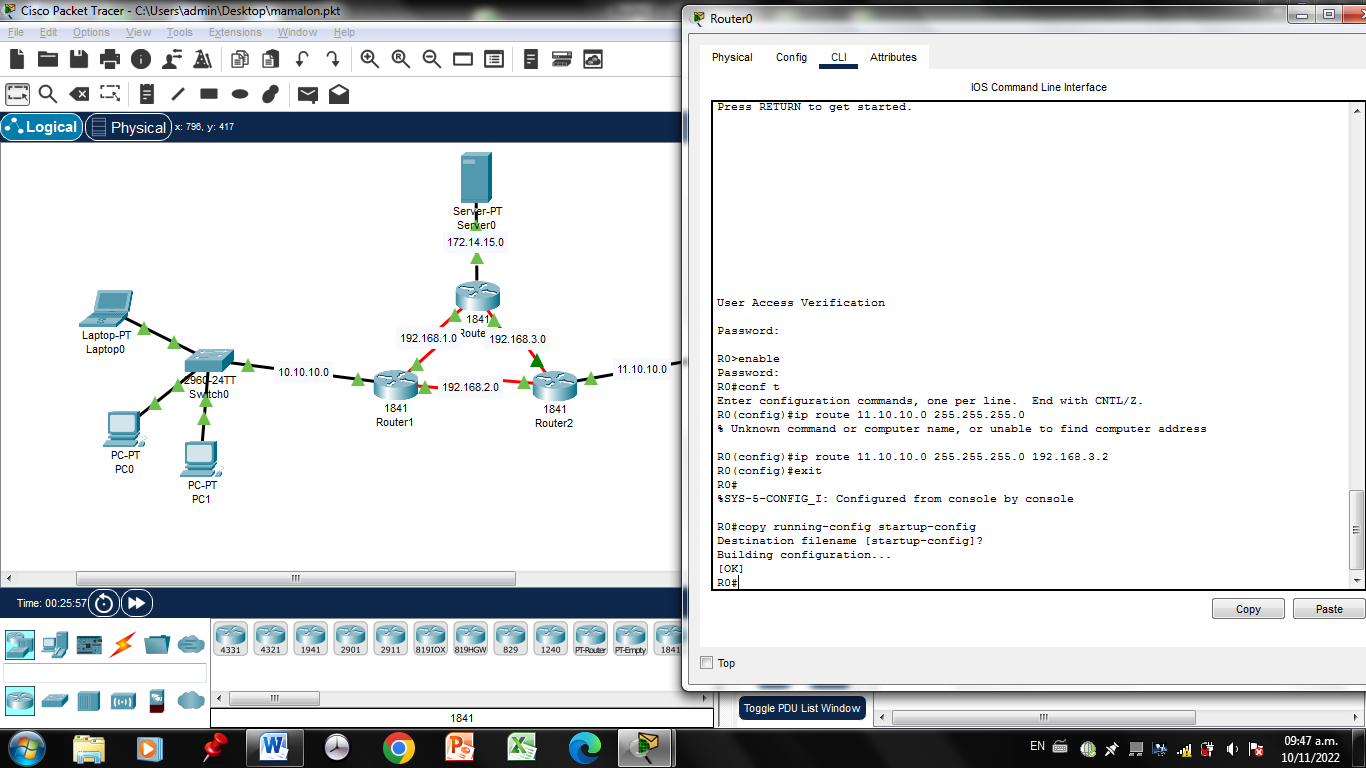 Cisco Packet Tracer - C:\Users\admin\Desktop\mamalon.pkt
File Edit Options View Tools Extensions Window Help
Logical Physical x: 796, y: 417
Server-PT
Server0
172.14.15.0
1841
Route
192.168.1.0
192.168.3.0
Laptop-PT
Laptop0
2960-24TT
Switch0
10.10.10.0
192.168.2.0
11.10.10.0
1841
Router1
1841
Router2
PC-PT
PC0
PC-PT
PC1
Time: 00:25:57
4331 4321 1941 2901 2911 819IOX 819HGW 829 1240 PT-Router PT-Empty 1841
1841
Router0
Physical Config CLI Attributes
IOS Command Line Interface
Press RETURN to get started.
User Access Verification
Password:
R0>enable
Password:
R0#conf t
Enter configuration commands, one per line.  End with CNTL/Z.
R0(config)#ip route 11.10.10.0 255.255.255.0
% Unknown command or computer name, or unable to find computer address
R0(config)#ip route 11.10.10.0 255.255.255.0 192.168.3.2
R0(config)#exit
R0#
%SYS-5-CONFIG_I: Configured from console by console
R0#copy running-config startup-config
Destination filename [startup-config]?
Building configuration...
[OK]
R0#
Copy Paste
Top
Toggle PDU List Window
EN
09:47 a.m.
10/11/2022